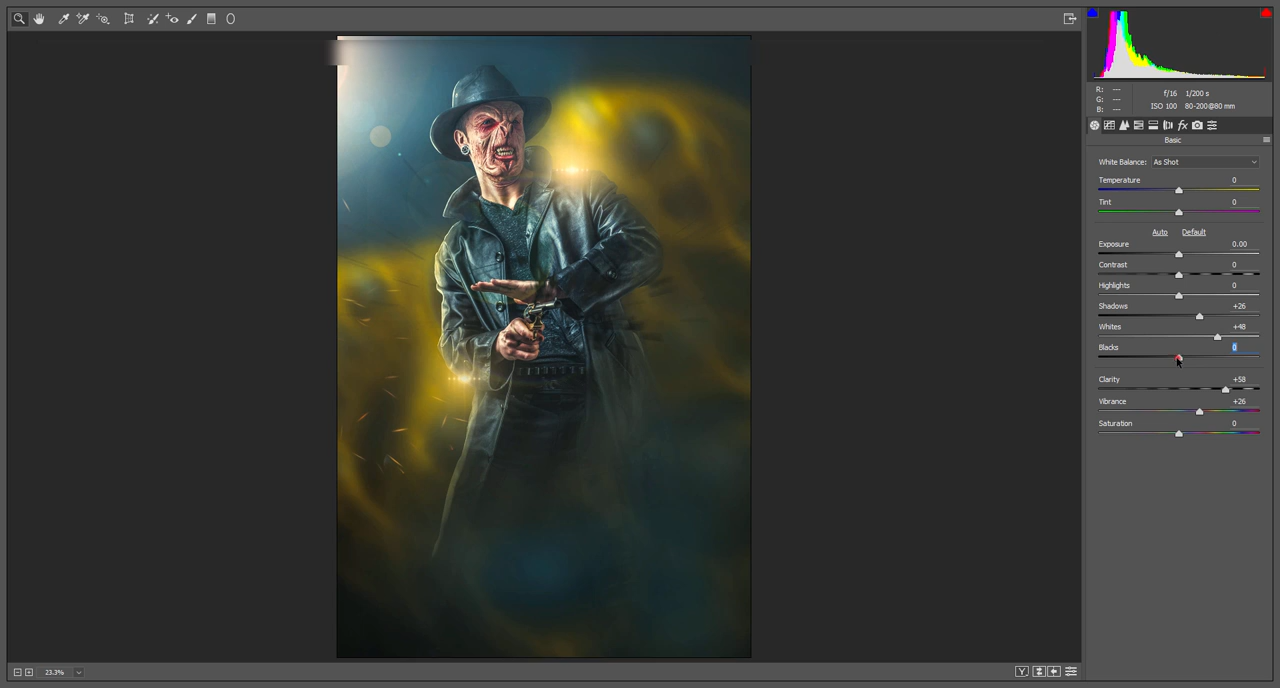 R: ---
G: ---
B: ---
f/16 1/200 s
ISO 100 80-200@80 mm
fx
Basic
White Balance: As Shot
Temperature 0
Tint 0
Auto Default
Exposure 0.00
Contrast 0
Highlights 0
Shadows +26
Whites +48
Blacks 0
Clarity +58
Vibrance +26
Saturation 0
23.3%
Y